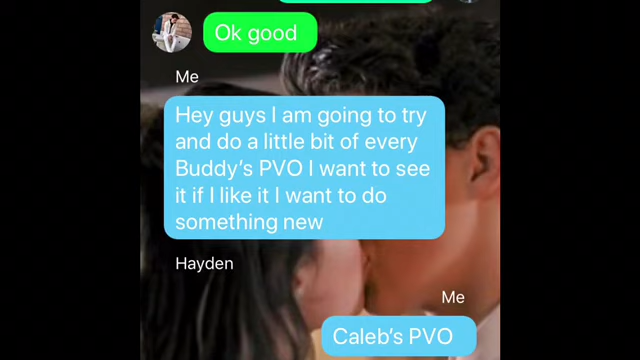 Ok good
Me
Hey guys I am going to try
and do a little bit of every
Buddy's PVO I want to see
it if I like it I want to do
something new
Hayden
Me
Caleb's PVO